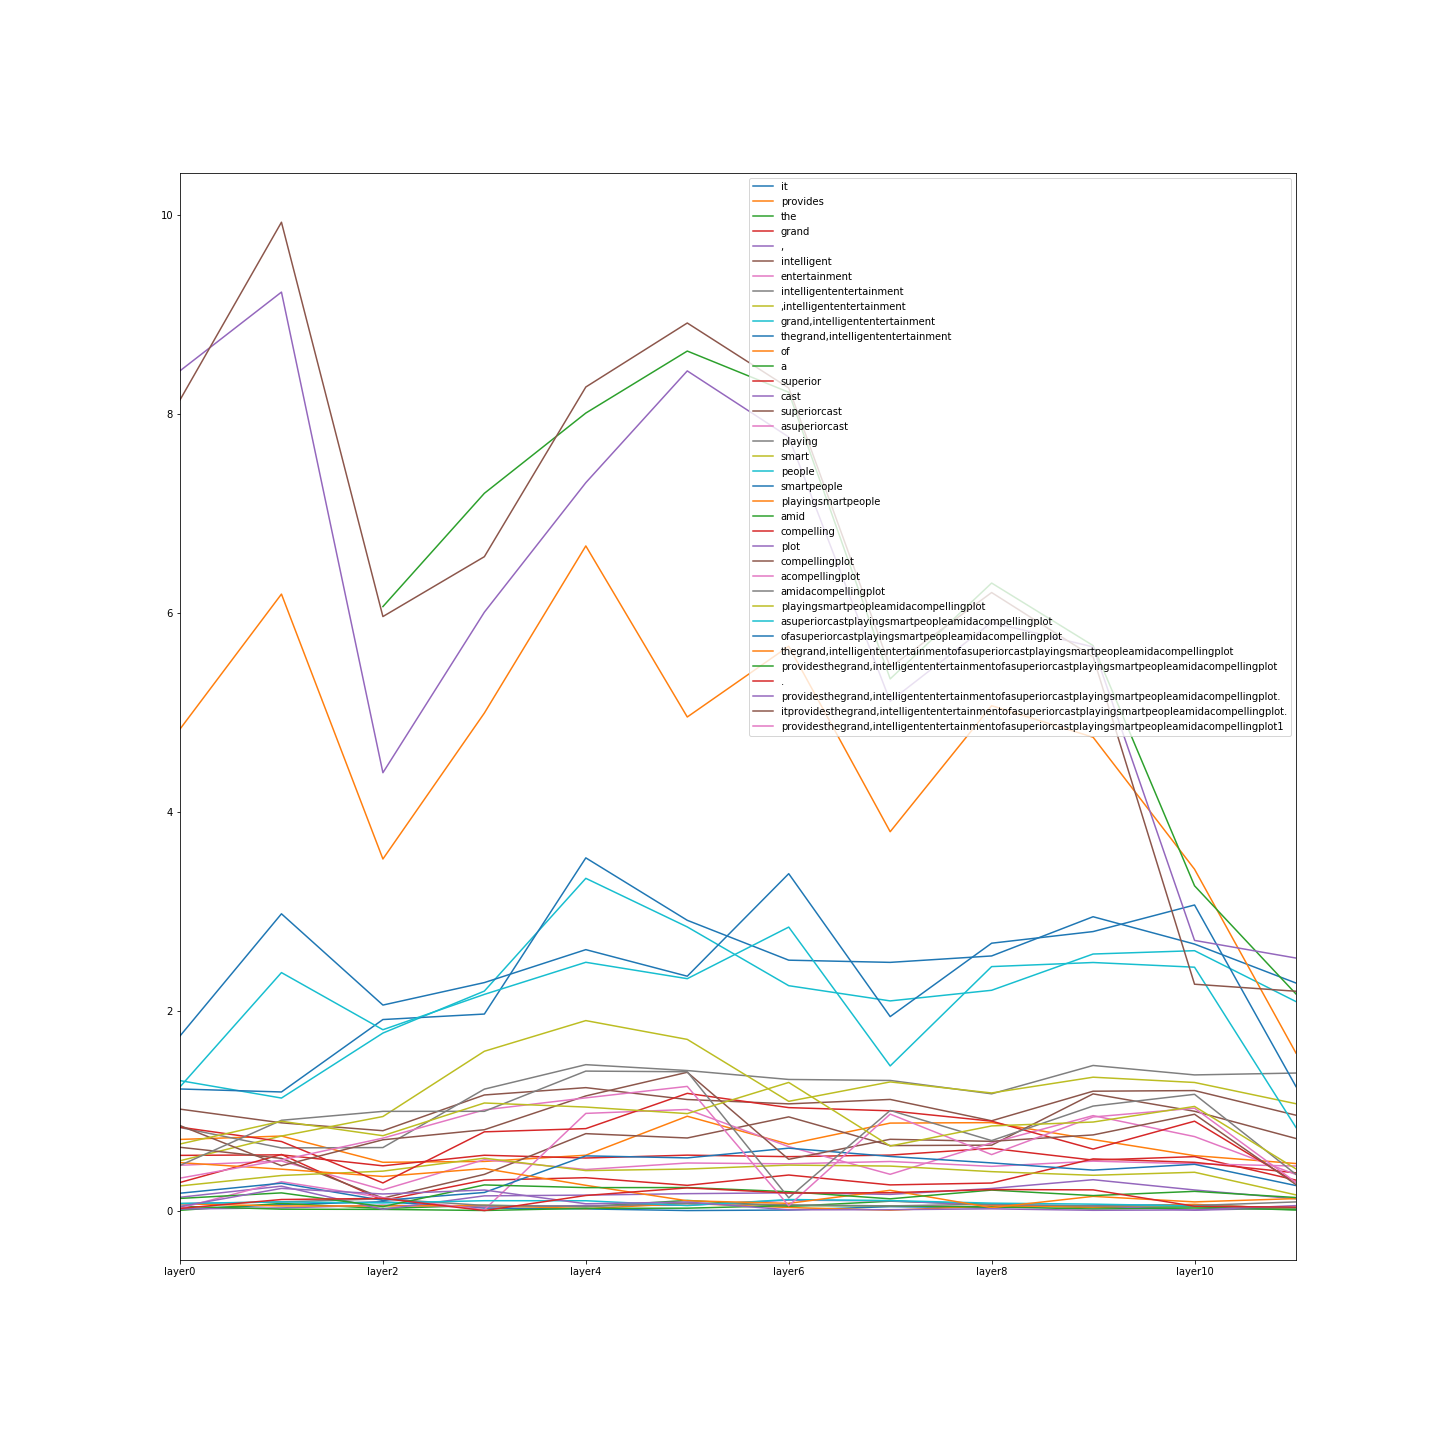 10
8
6
4
2
0
layer0
layer2
layer4
layer6
layer8
layer10
it
provides
the
grand
,
intelligent
entertainment
intelligententertainment
,intelligententertainment
grand,intelligententertainment
thegrand,intelligententertainment
of
a
superior
cast
superiorcast
asuperiorcast
playing
smart
people
smartpeople
playingsmartpeople
amid
compelling
plot
compellingplot
acompellingplot
amidacompellingplot
playingsmartpeopleamidacompellingplot
asuperiorcastplayingsmartpeopleamidacompellingplot
ofasuperiorcastplayingsmartpeopleamidacompellingplot
thegrand,intelligententertainmentofasuperiorcastplayingsmartpeopleamidacompellingplot
providesthegrand,intelligententertainmentofasuperiorcastplayingsmartpeopleamidacompellingplot
.
providesthegrand,intelligententertainmentofasuperiorcastplayingsmartpeopleamidacompellingplot.
itprovidesthegrand,intelligententertainmentofasuperiorcastplayingsmartpeopleamidacompellingplot.
providesthegrand,intelligententertainmentofasuperiorcastplayingsmartpeopleamidacompellingplot1